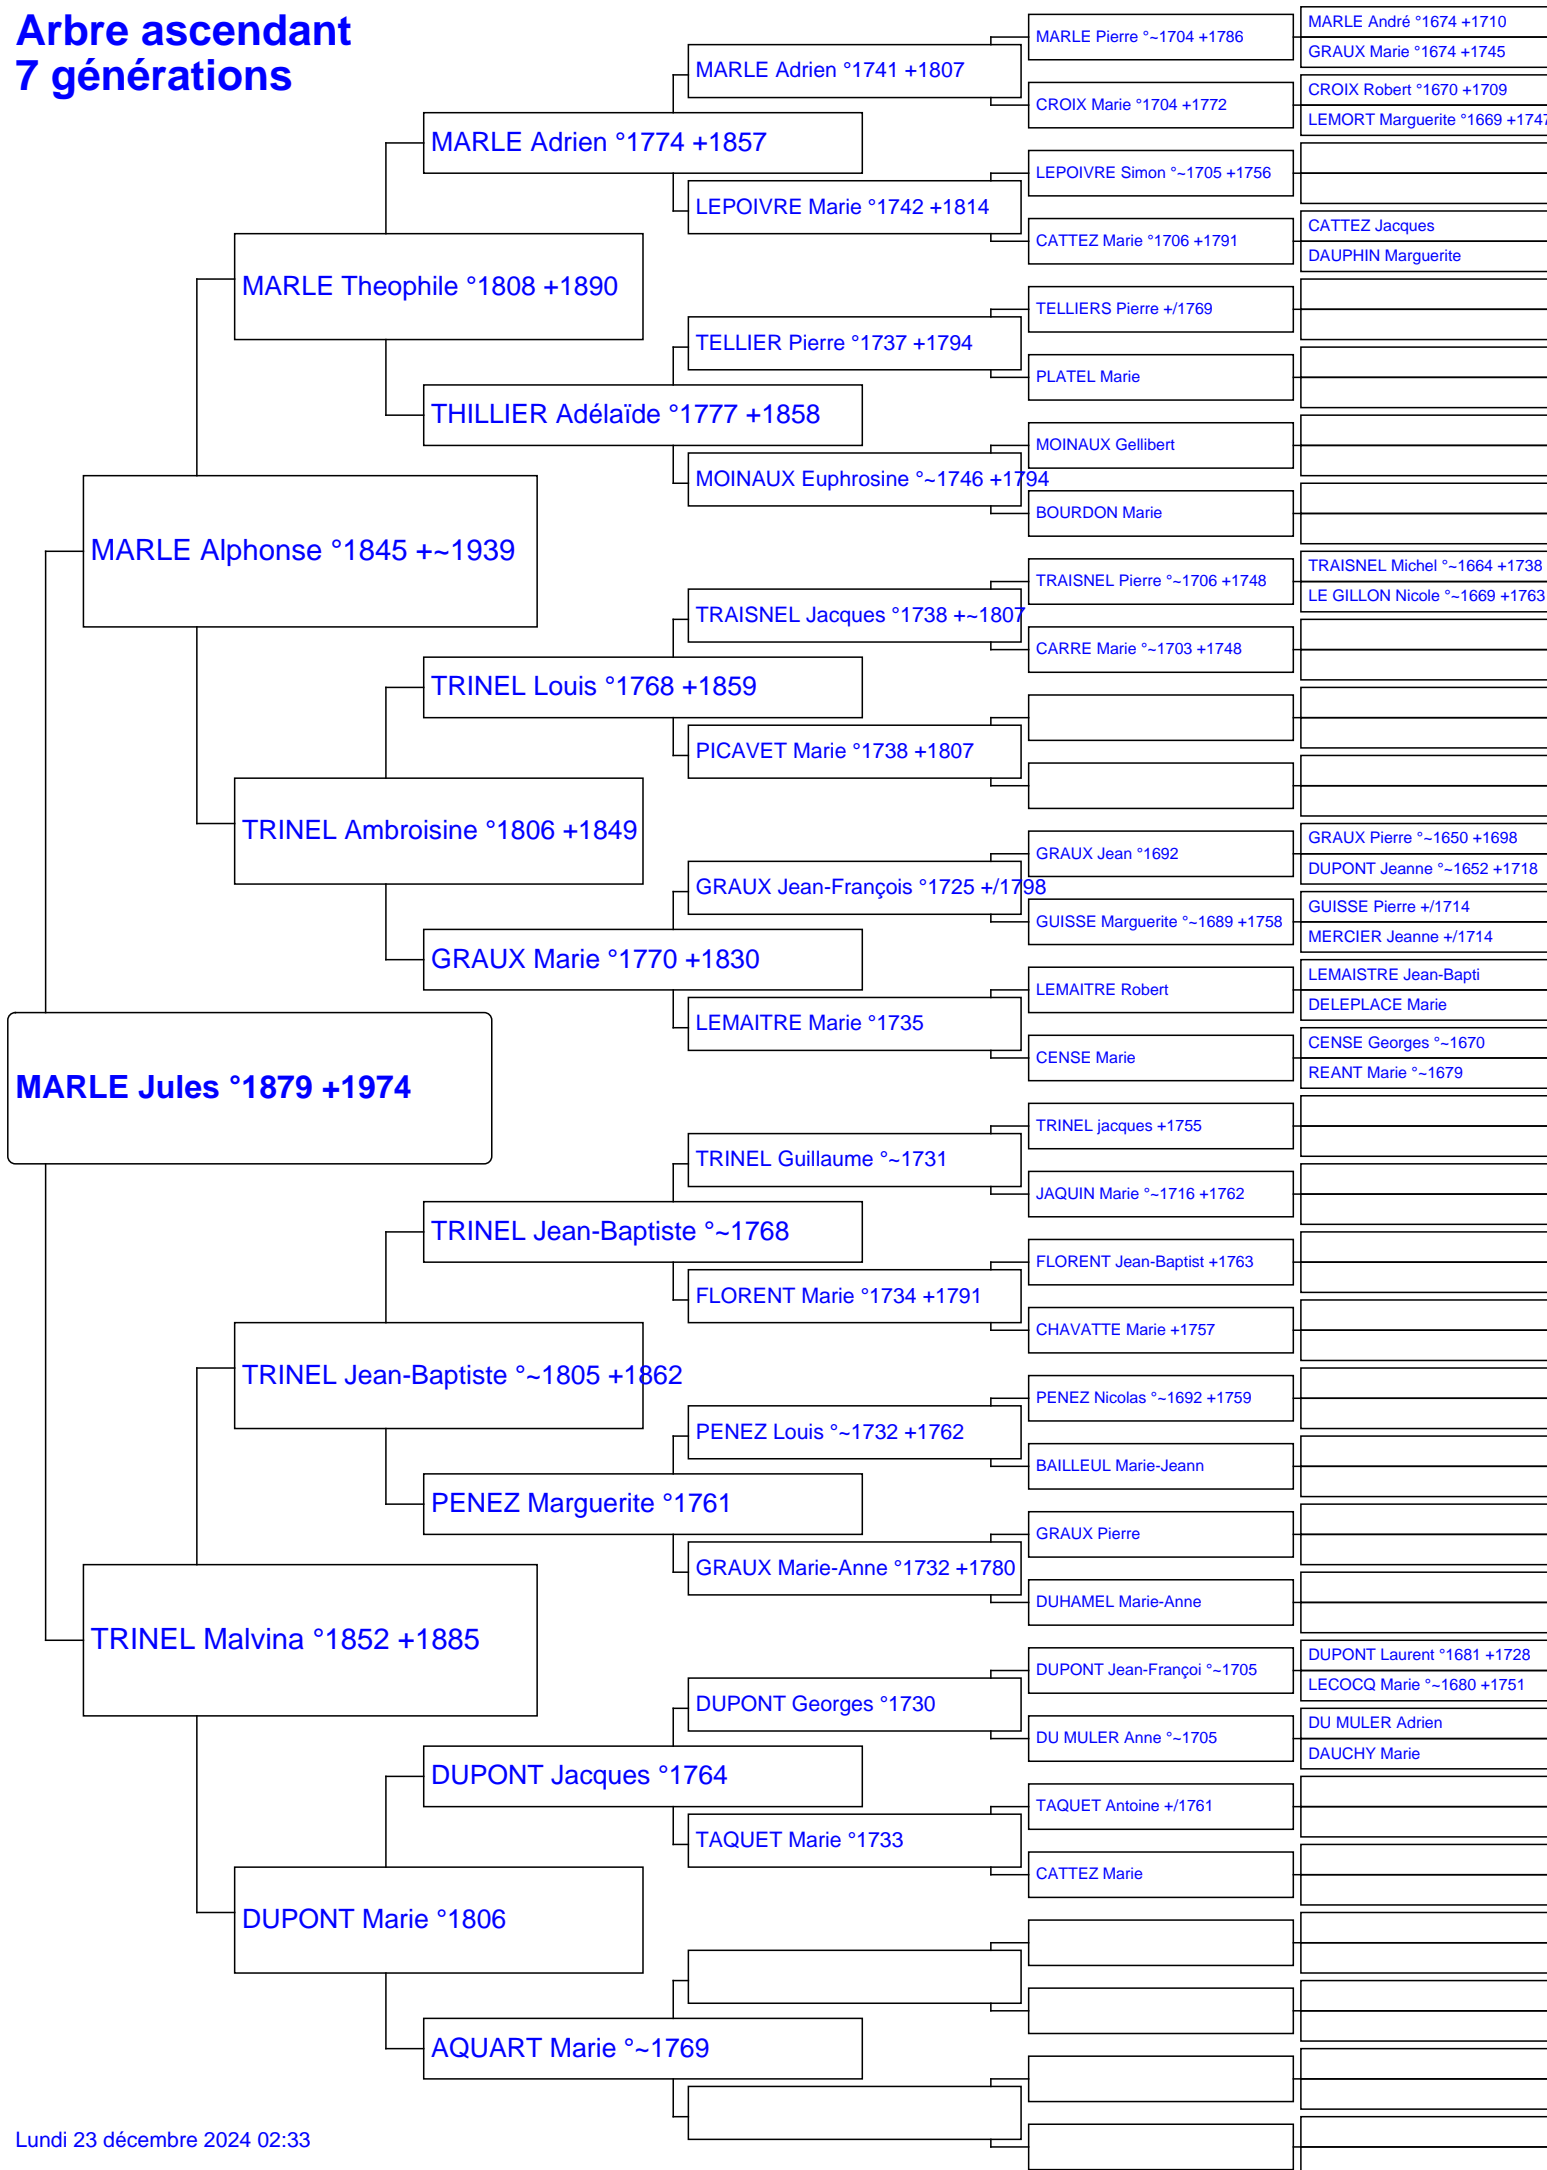 Arbre ascendant
7 générations
MARLE Jules °1879 +1974
MARLE Alphonse °1845 +~1939
TRINEL Malvina °1852 +1885
MARLE Theophile °1808 +1890
TRINEL Ambroisine °1806 +1849
TRINEL Jean-Baptiste °~1805 +1862
DUPONT Marie °1806
MARLE Adrien °1774 +1857
THILLIER Adélaïde °1777 +1858
TRINEL Louis °1768 +1859
GRAUX Marie °1770 +1830
TRINEL Jean-Baptiste °~1768
PENEZ Marguerite °1761
DUPONT Jacques °1764
AQUART Marie °~1769
MARLE Adrien °1741 +1807
LEPOIVRE Marie °1742 +1814
TELLIER Pierre °1737 +1794
MOINAUX Euphrosine °~1746 +1794
TRAISNEL Jacques °1738 +~1807
PICAVET Marie °1738 +1807
GRAUX Jean-François °1725 +/1798
LEMAITRE Marie °1735
TRINEL Guillaume °~1731
FLORENT Marie °1734 +1791
PENEZ Louis °~1732 +1762
GRAUX Marie-Anne °1732 +1780
DUPONT Georges °1730
TAQUET Marie °1733
MARLE Pierre °~1704 +1786
CROIX Marie °1704 +1772
LEPOIVRE Simon °~1705 +1756
CATTEZ Marie °1706 +1791
TELLIERS Pierre +/1769
PLATEL Marie
MOINAUX Gellibert
BOURDON Marie
TRAISNEL Pierre °~1706 +1748
CARRE Marie °~1703 +1748
GRAUX Jean °1692
GUISSE Marguerite °~1689 +1758
LEMAITRE Robert
CENSE Marie
TRINEL jacques +1755
JAQUIN Marie °~1716 +1762
FLORENT Jean-Baptist +1763
CHAVATTE Marie +1757
PENEZ Nicolas °~1692 +1759
BAILLEUL Marie-Jeann
GRAUX Pierre
DUHAMEL Marie-Anne
DUPONT Jean-Françoi °~1705
DU MULER Anne °~1705
TAQUET Antoine +/1761
CATTEZ Marie
MARLE André °1674 +1710
GRAUX Marie °1674 +1745
CROIX Robert °1670 +1709
LEMORT Marguerite °1669 +1747
CATTEZ Jacques
DAUPHIN Marguerite
TRAISNEL Michel °~1664 +1738
LE GILLON Nicole °~1669 +1763
GRAUX Pierre °~1650 +1698
DUPONT Jeanne °~1652 +1718
GUISSE Pierre +/1714
MERCIER Jeanne +/1714
LEMAISTRE Jean-Bapti
DELEPLACE Marie
CENSE Georges °~1670
REANT Marie °~1679
DUPONT Laurent °1681 +1728
LECOCQ Marie °~1680 +1751
DU MULER Adrien
DAUCHY Marie
Lundi 23 décembre 2024 02:33